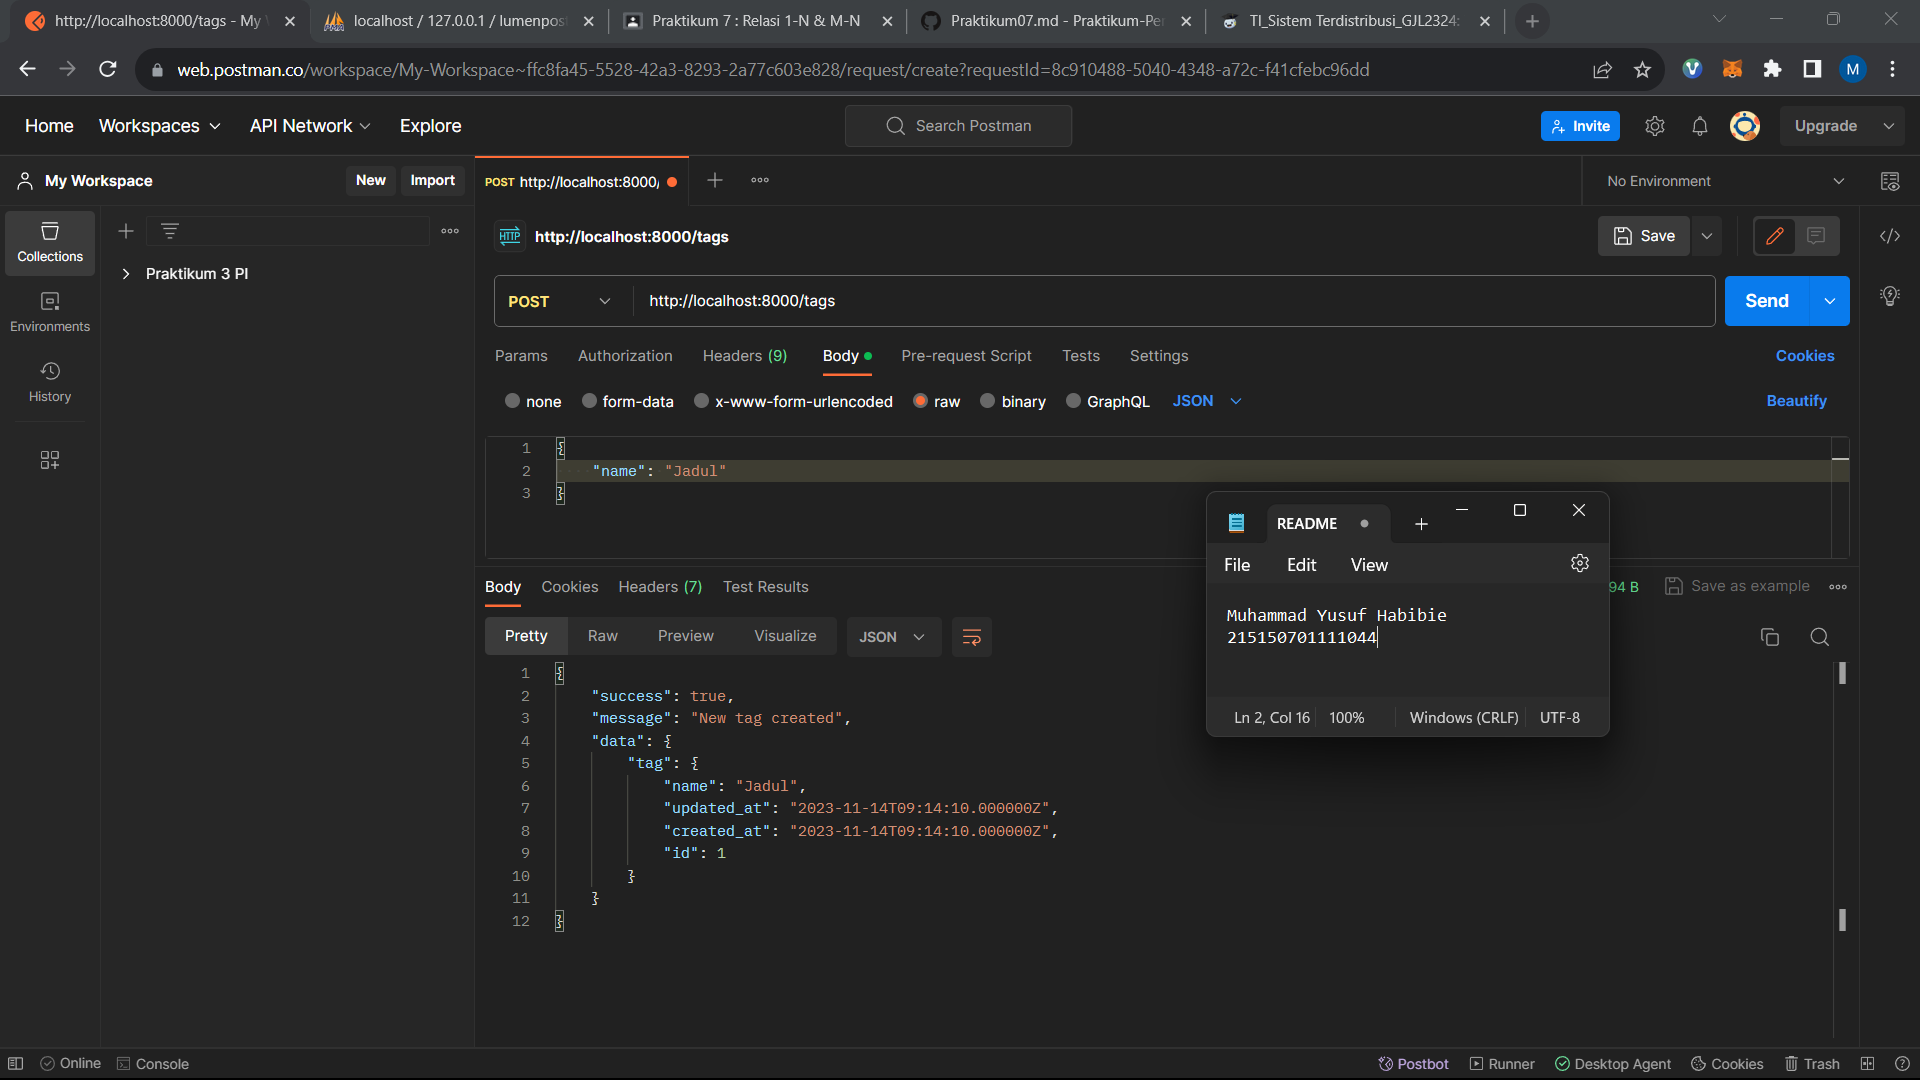 http://localhost:8000/tags - My
localhost / 127.0.0.1 / lumenpost
Praktikum 7 : Relasi 1-N & M-N
Praktikum07.md - Praktikum-Pe
TI_Sistem Terdistribusi_GJL2324:
web.postman.co/workspace/My-Workspace~ffc8fa45-5528-42a3-8293-2a77c603e828/request/create?requestId=8c910488-5040-4348-a72c-f41cfebc96dd
M
Home
Workspaces
API Network
Explore
Search Postman
Invite
Upgrade
My Workspace
New
Import
POST http://localhost:8000/
No Environment
Collections
Environments
History
Praktikum 3 PI
HTTP
http://localhost:8000/tags
Save
POST
http://localhost:8000/tags
Send
Params
Authorization
Headers (9)
Body
Pre-request Script
Tests
Settings
Cookies
none
form-data
x-www-form-urlencoded
raw
binary
GraphQL
JSON
Beautify
1 {
2 "name": "Jadul"
3 }
README
File
Edit
View
Muhammad Yusuf Habibie
215150701111044
Ln 2, Col 16
100%
Windows (CRLF)
UTF-8
Body
Cookies
Headers (7)
Test Results
94 B
Save as example
Pretty
Raw
Preview
Visualize
JSON
1 {
2 "success": true,
3 "message": "New tag created",
4 "data": {
5 "tag": {
6 "name": "Jadul",
7 "updated_at": "2023-11-14T09:14:10.000000Z",
8 "created_at": "2023-11-14T09:14:10.000000Z",
9 "id": 1
10 }
11 }
12 }
Online
Console
Postbot
Runner
Desktop Agent
Cookies
Trash